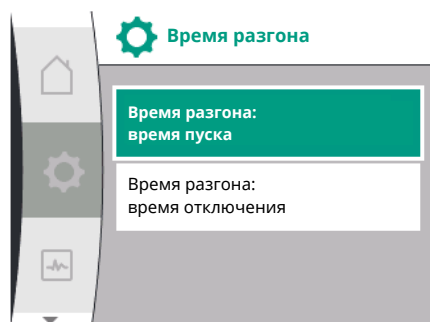 Время разгона
Время разгона:
время пуска
Время разгона:
время отключения